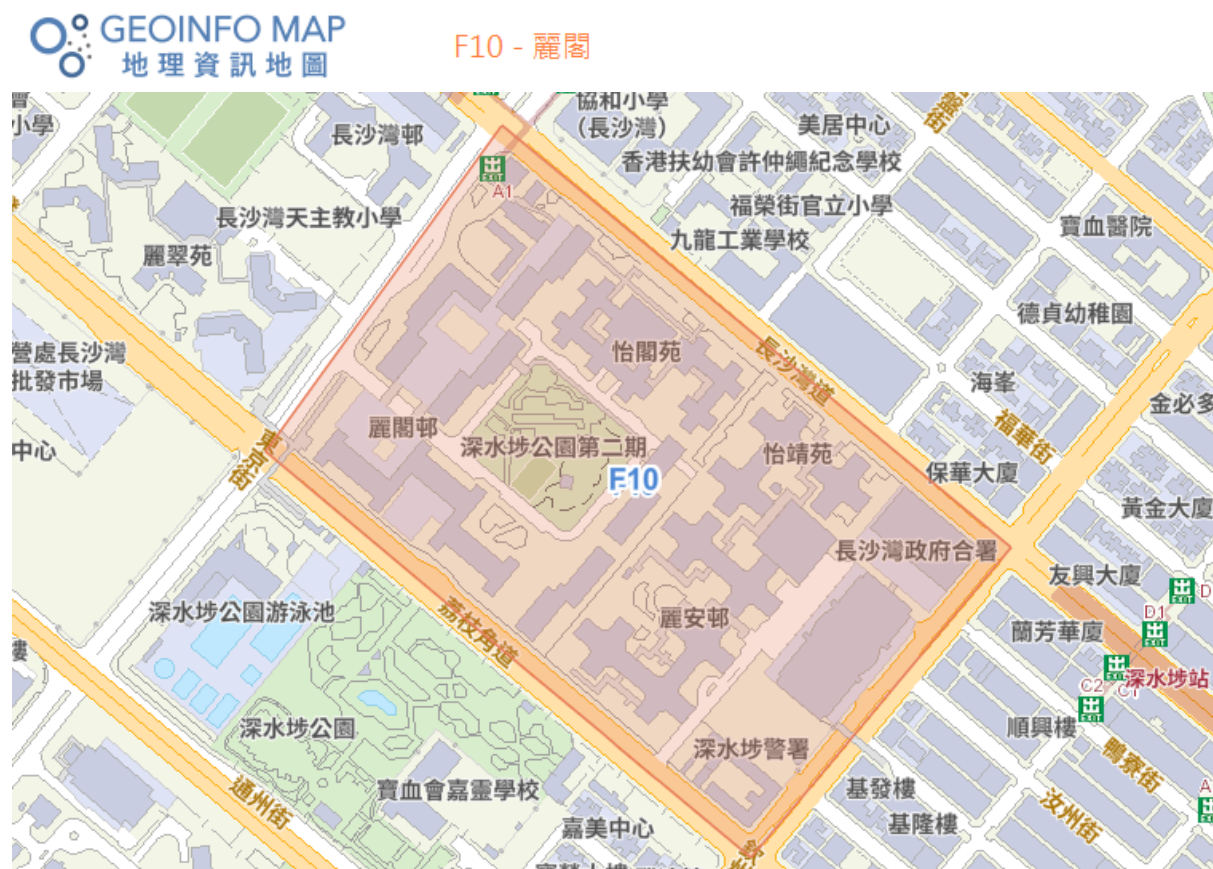 GEOINFO MAP
地理資訊地圖
F10 - 麗閣
小學
長沙灣邨
協和小學
(長沙灣)
美居中心
香港扶幼會許仲繩紀念學校
EXIT
A1
長沙灣天主教小學
福榮街官立小學
九龍工業學校
寶血醫院
麗翠苑
德貞幼稚園
營處長沙灣
批發市場
怡閣苑
長沙灣道
海峯
金必多
福華街
麗閣邨
深水埗公園第二期
怡靖苑
中心
東京街
F10
保華大廈
黃金大廈
長沙灣政府合署
友興大廈
EXIT
D
深水埗公園游泳池
荔枝角道
麗安邨
D1
EXIT
蘭芳華廈
樓
EXIT
深水埗站
C2
C1
EXIT
深水埗公園
順興樓
深水埗警署
鴨寮街
寶血會嘉靈學校
基發樓
A
通州街
汝州街
嘉美中心
基隆樓